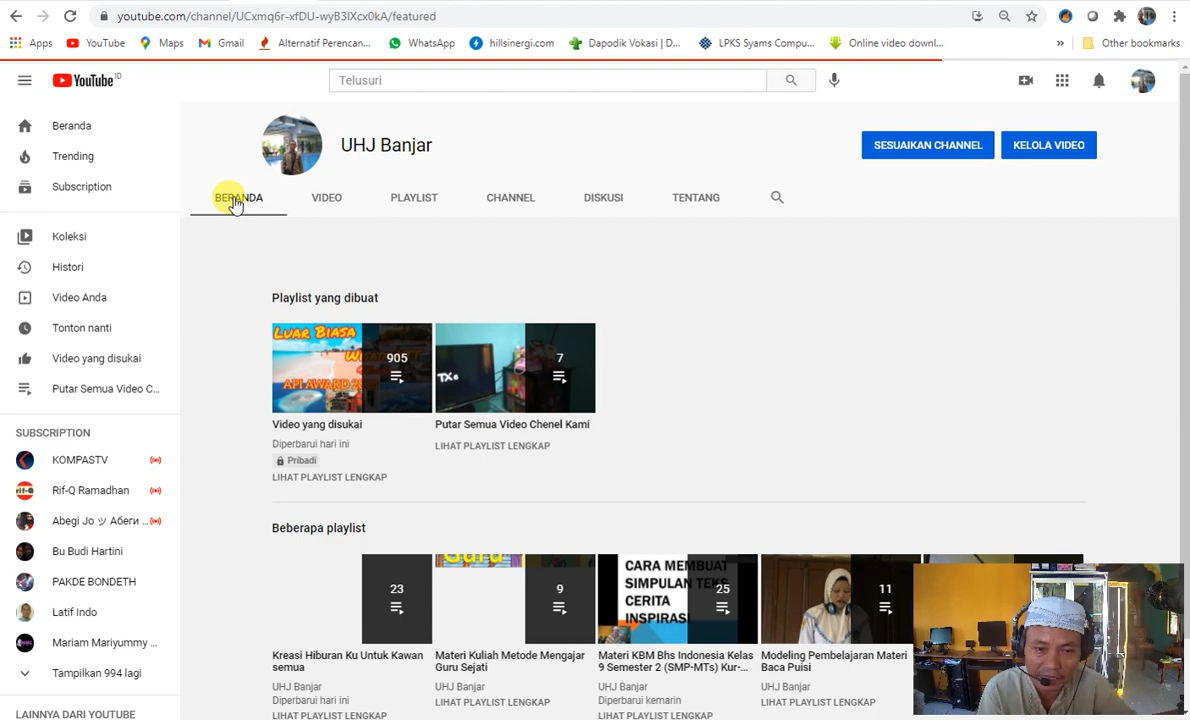 youtube.com/channel/UCxmq6r-xfDU-wyB3lXcx0kA/featured
Apps YouTube Maps Gmail Alternatif Perencan... WhatsApp hillsinergi.com Dapodik Vokasi | D... LPKS Syams Compu... Online video downl... » Other bookmarks
YouTube ID
Telusuri
UHJ Banjar
SESUAIKAN CHANNEL
KELOLA VIDEO
BERANDA VIDEO PLAYLIST CHANNEL DISKUSI TENTANG
Beranda
Trending
Subscription
Koleksi
Histori
Video Anda
Tonton nanti
Video yang disukai
Putar Semua Video C...
SUBSCRIPTION
KOMPASTV
Rif-Q Ramadhan
Abegi Jo ツ Абеги ...
Bu Budi Hartini
PAKDE BONDETH
Latif Indo
Mariam Mariyummy ...
Tampilkan 994 lagi
LAINNYA DARI YOUTUBE
Playlist yang dibuat
LUAR BIASA
API AWARD
905
7
Video yang disukai
Diperbarui hari ini
Pribadi
LIHAT PLAYLIST LENGKAP
Putar Semua Video Chenel Kami
LIHAT PLAYLIST LENGKAP
Beberapa playlist
23
Kreasi Hiburan Ku Untuk Kawan
semua
UHJ Banjar
Diperbarui hari ini
LIHAT PLAYLIST LENGKAP
Guru
9
Materi Kuliah Metode Mengajar
Guru Sejati
UHJ Banjar
LIHAT PLAYLIST LENGKAP
CARA MEMBUAT
SIMPULAN TEKS
CERITA
INSPIRASI
25
Materi KBM Bhs Indonesia Kelas
9 Semester 2 (SMP-MTs) Kur-...
UHJ Banjar
Diperbarui kemarin
LIHAT PLAYLIST LENGKAP
11
Modeling Pembelajaran Materi
Baca Puisi
UHJ Banjar
LIHAT PLAYLIST LENGKAP